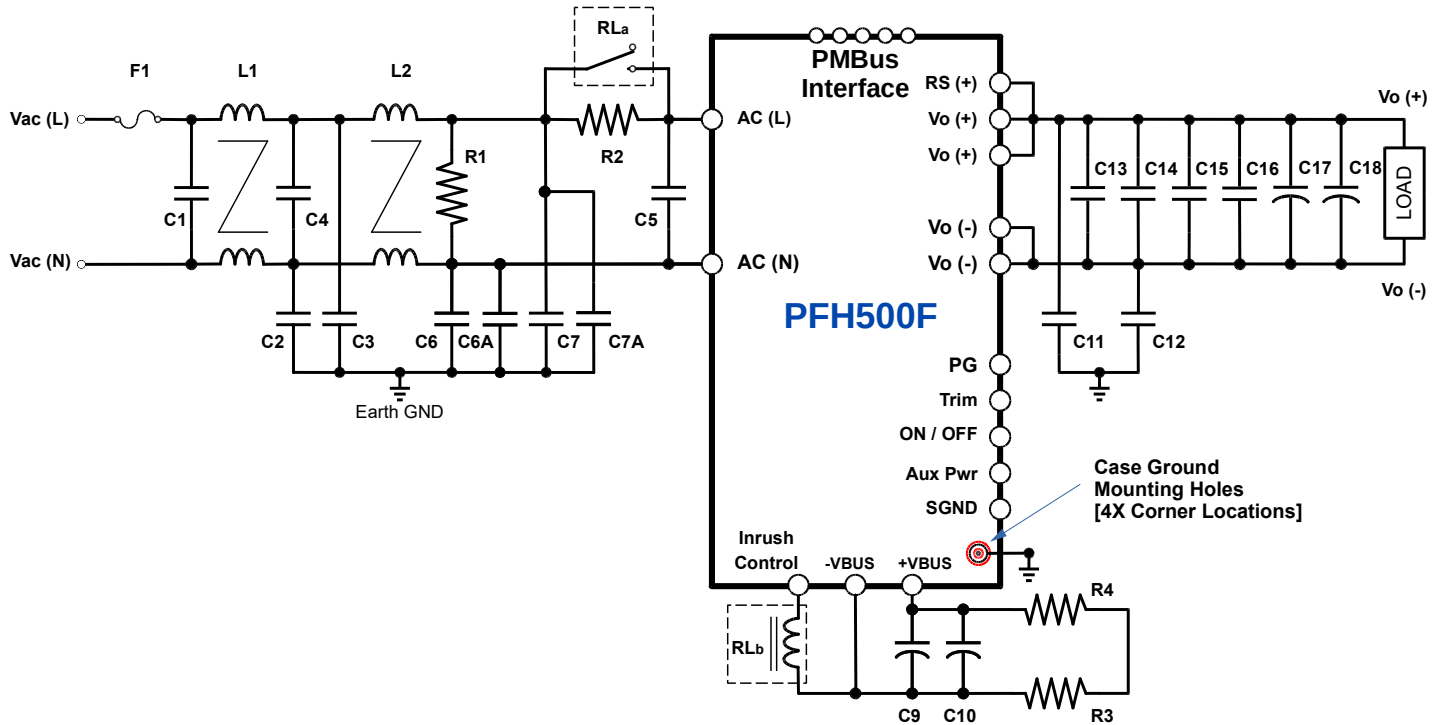 RLa
PMBus
Interface
F1
L1
L2
RS (+)
Vo (+)
Vac (L)
AC (L)
Vo (+)
R2
Vo (+)
R1
C13
C14
C15
C16
C17
C18
LOAD
C1
C4
C5
Vo (-)
Vac (N)
AC (N)
Vo (-)
Vo (-)
PFH500F
C2
C3
C6
C6A
C7
C7A
C11
C12
PG
Earth GND
Trim
ON / OFF
Aux Pwr
Case Ground
Mounting Holes
[4X Corner Locations]
SGND
Inrush
Control
-VBUS
+VBUS
R4
RLb
C9
C10
R3